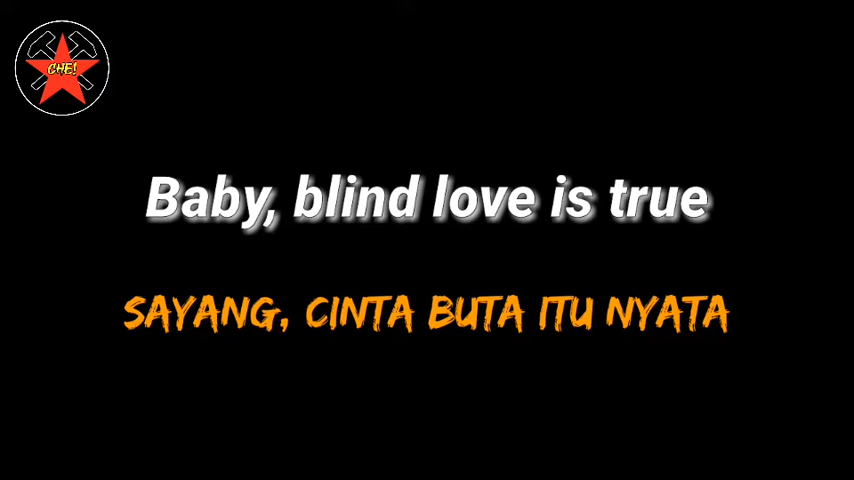 CHE!
Baby, blind love is true
SAYANG, CINTA BUTA ITU NYATA